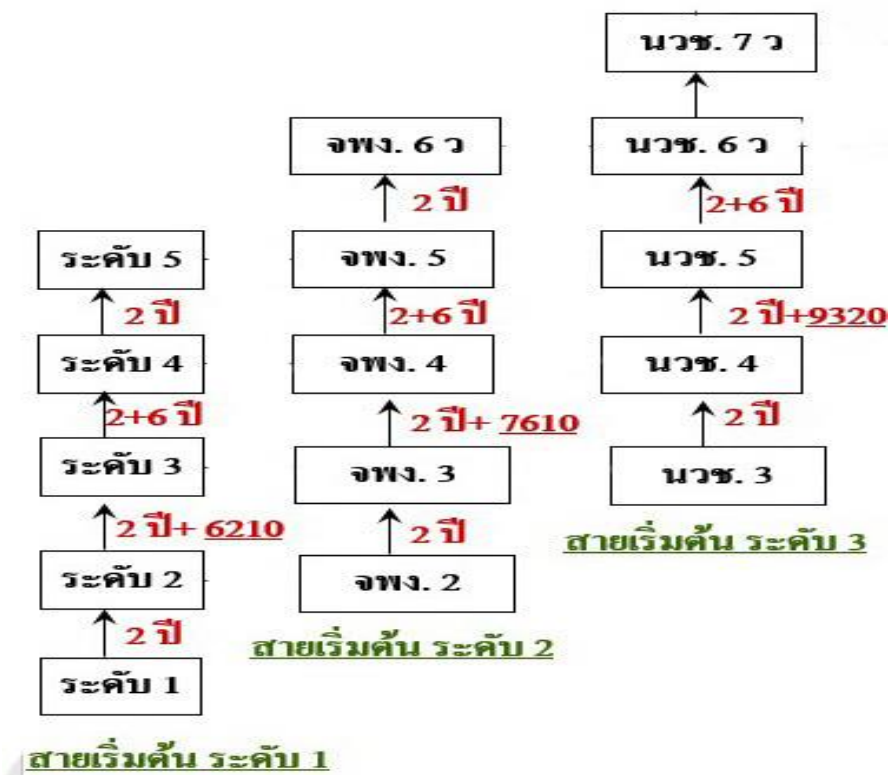 นวช. 7 ว
จพง. 6 ว
นวช. 6 ว
2 ปี
2+6 ปี
ระดับ 5
จพง. 5
นวช. 5
2 ปี
2+6 ปี
2 ปี+9320
ระดับ 4
จพง. 4
นวช. 4
2+6 ปี
2 ปี+ 7610
2 ปี
ระดับ 3
จพง. 3
นวช. 3
2 ปี+ 6210
2 ปี
สายเริ่มต้น ระดับ 3
ระดับ 2
จพง. 2
2 ปี
สายเริ่มต้น ระดับ 2
ระดับ 1
สายเริ่มต้น ระดับ 1